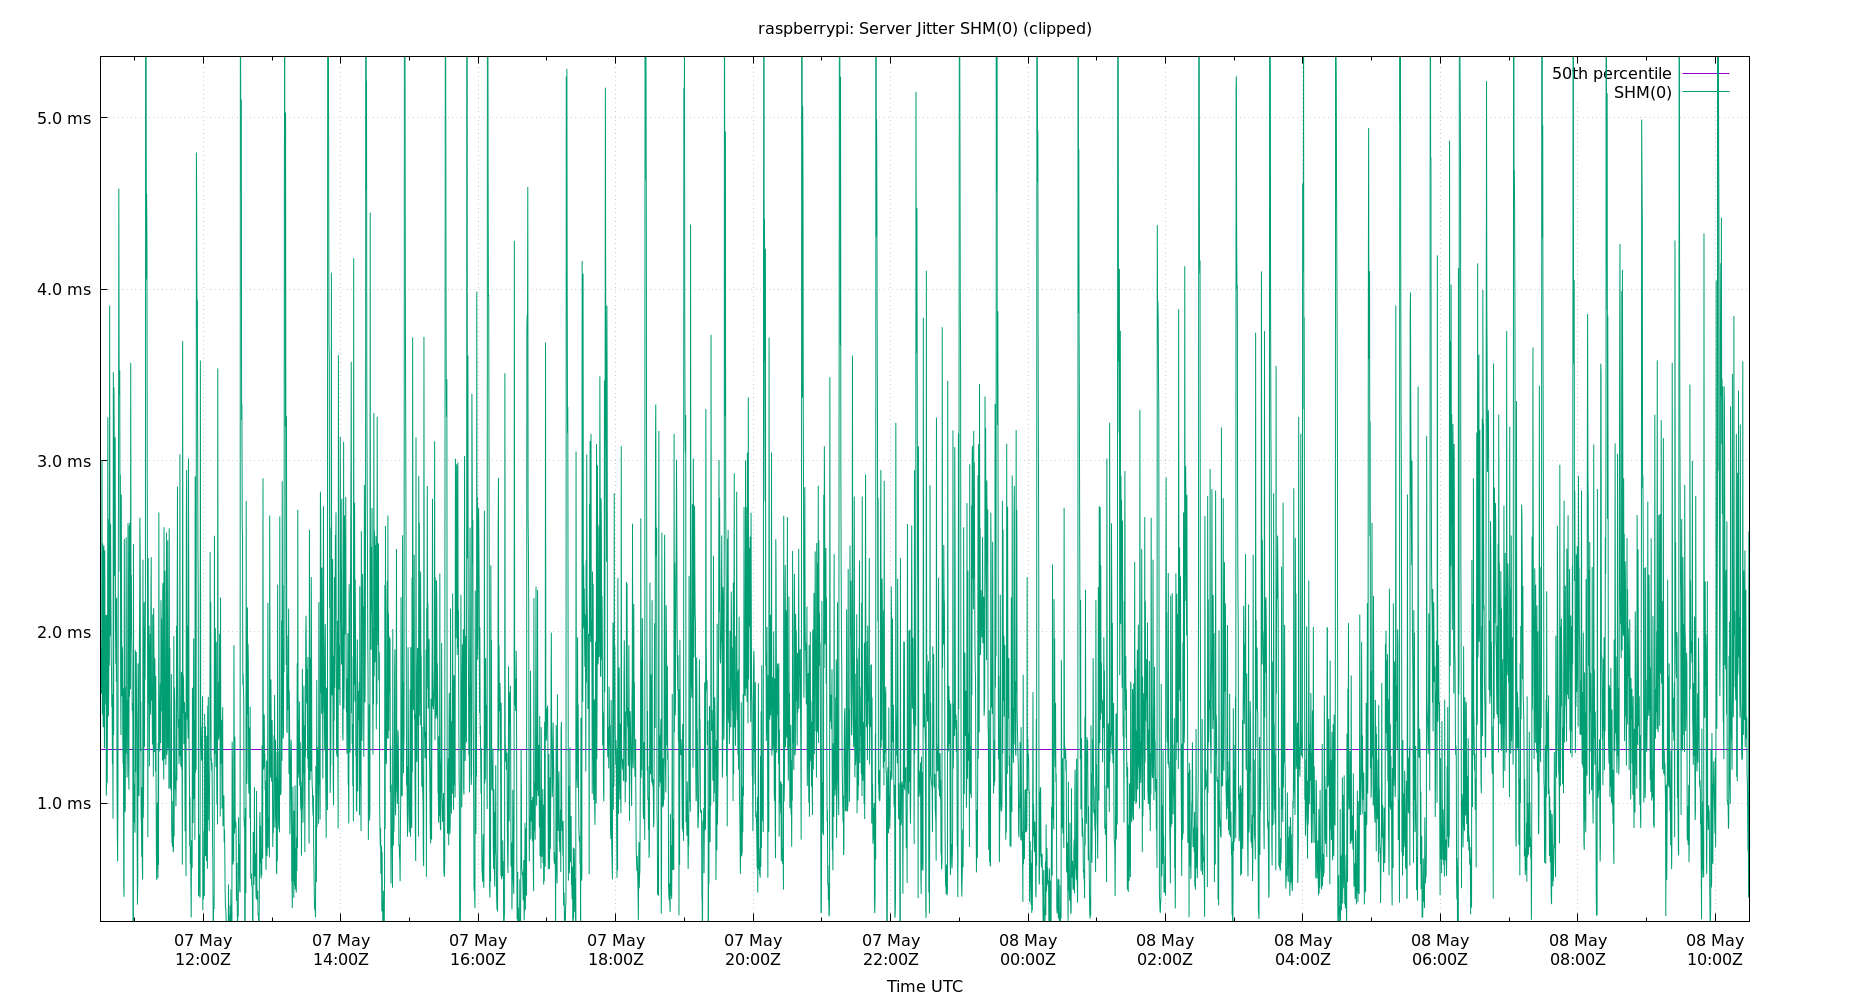 raspberrypi: Server Jitter SHM(0) (clipped)
50th percentile
SHM(0)
5.0 ms
4.0 ms
3.0 ms
2.0 ms
1.0 ms
07 May 07 May 07 May 07 May 07 May 07 May 08 May 08 May 08 May 08 May 08 May 08 May
12:00Z 14:00Z 16:00Z 18:00Z 20:00Z 22:00Z 00:00Z 02:00Z 04:00Z 06:00Z 08:00Z 10:00Z
Time UTC